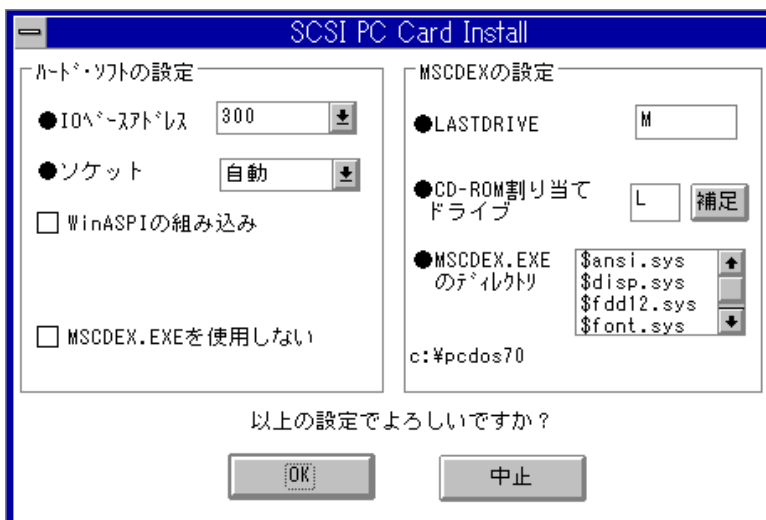 SCSI PC Card Install
ﾊｰﾄﾞ･ｿﾌﾄの設定
●IOﾍﾞｰｽｱﾄﾞﾚｽ
300
●ソケット
自動
WinASPIの組み込み
MSCDEX.EXEを使用しない
MSCDEXの設定
●LASTDRIVE
M
●CD-ROM割り当て
ドライブ
L
補足
●MSCDEX.EXE
のﾃﾞｨﾚｸﾄﾘ
$ansi.sys
$disp.sys
$fdd12.sys
$font.sys
c:¥pcdos70
以上の設定でよろしいですか？
OK
中止